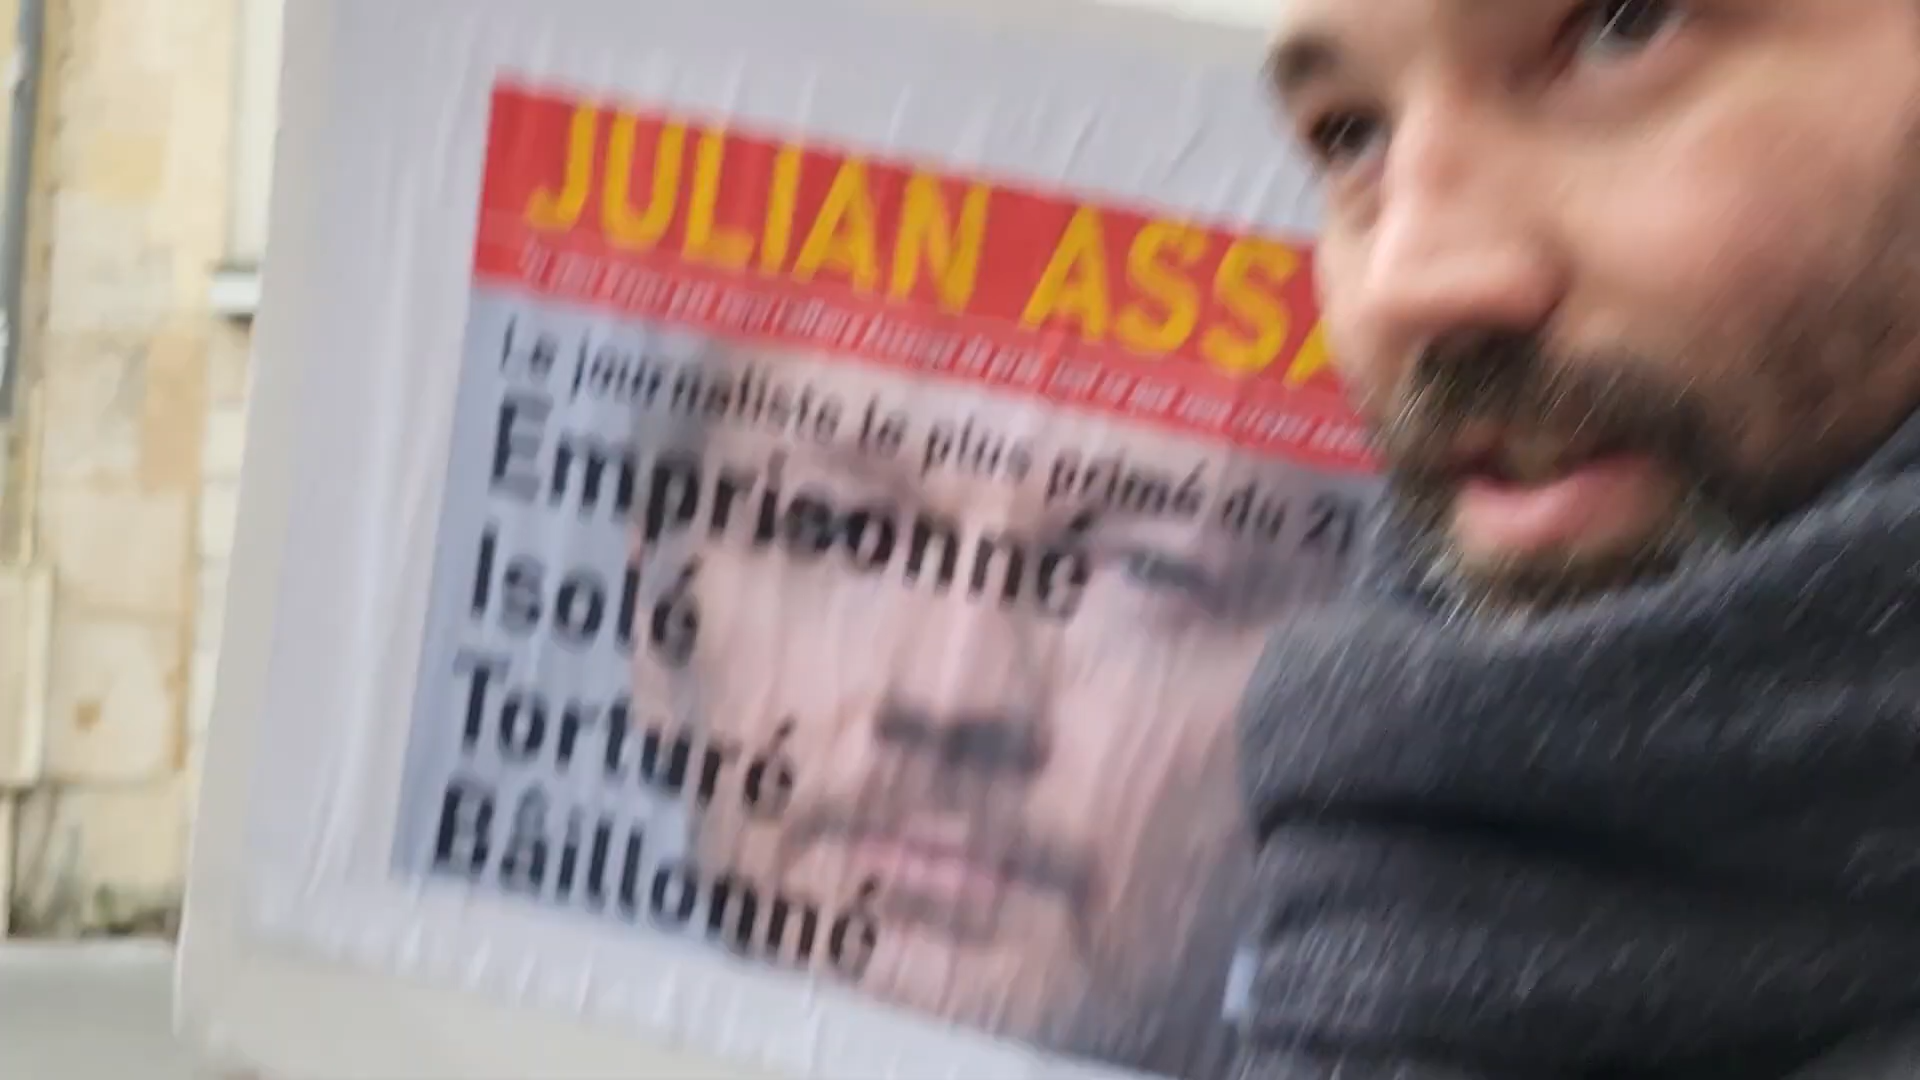 JULIAN ASSA
Le journaliste le plus primé du 21
Emprisonné
Isolé
Torturé
Bâillonné